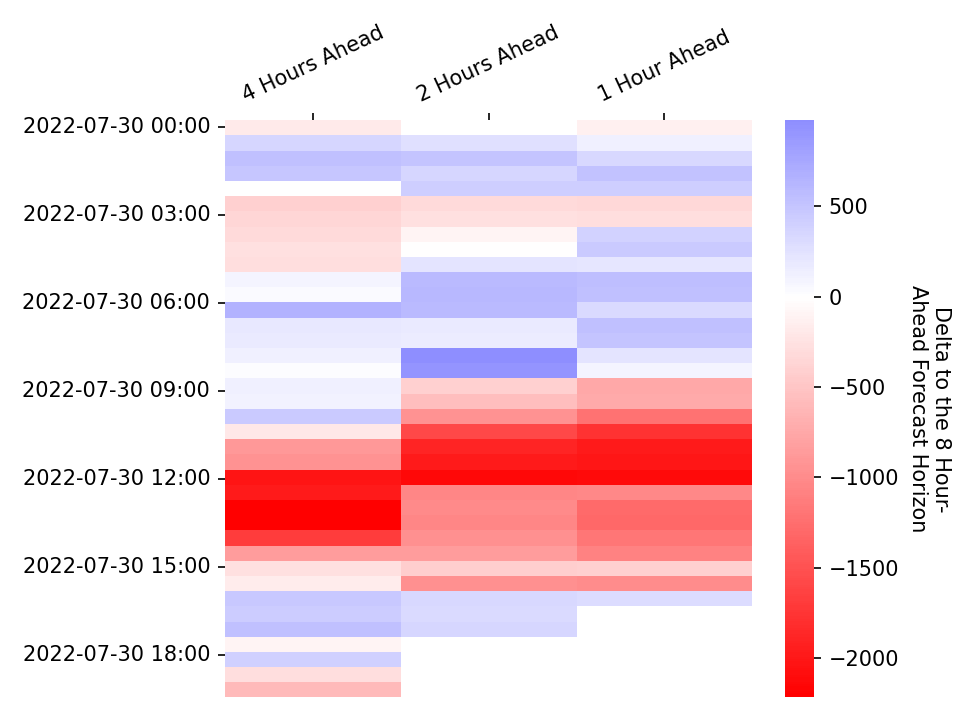 4 Hours Ahead
2 Hours Ahead
1 Hour Ahead
2022-07-30 00:00
2022-07-30 03:00
2022-07-30 06:00
2022-07-30 09:00
2022-07-30 12:00
2022-07-30 15:00
2022-07-30 18:00
500
0
−500
−1000
−1500
−2000
Delta to the 8 Hour-
Ahead Forecast Horizon